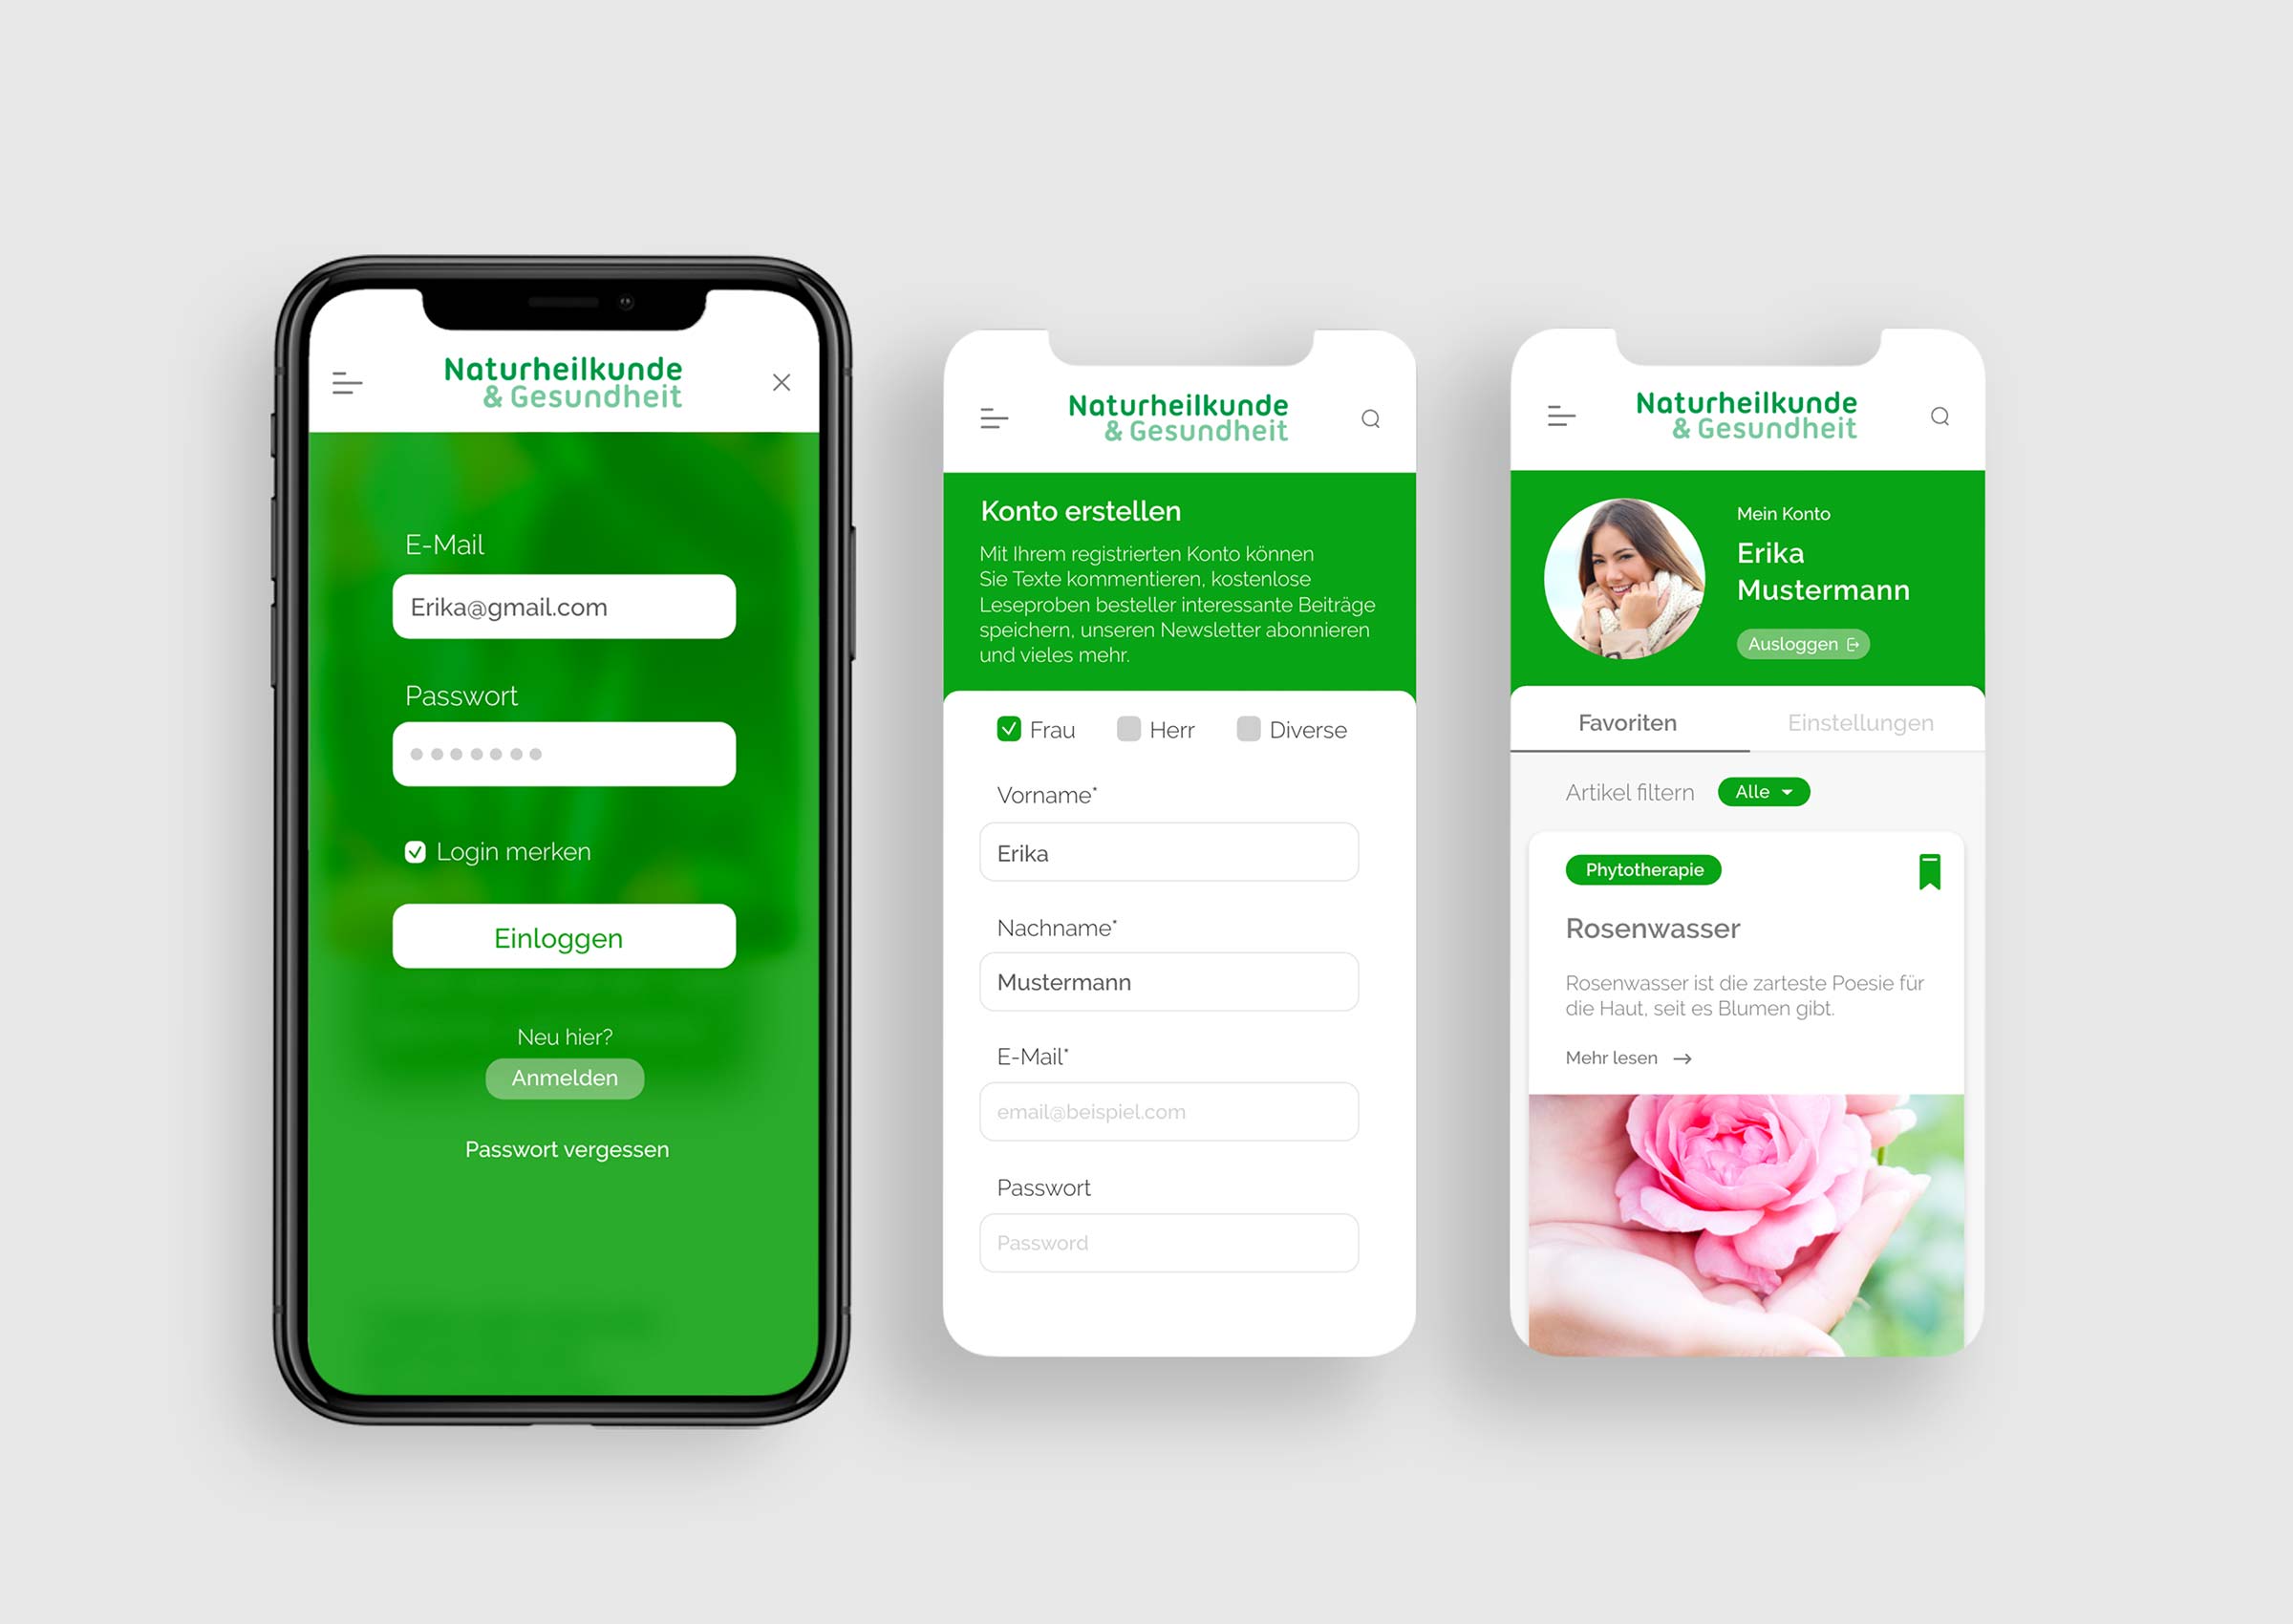 Naturheilkunde
& Gesundheit
E-Mail
Erika@gmail.com
Passwort
Login merken
Einloggen
Neu hier?
Anmelden
Passwort vergessen
Naturheilkunde
& Gesundheit
Konto erstellen
Mit Ihrem registrierten Konto können
Sie Texte kommentieren, kostenlose
Leseproben besteller interessante Beiträge
speichern, unseren Newsletter abonnieren
und vieles mehr.
Frau Herr Diverse
Vorname*
Erika
Nachname*
Mustermann
E-Mail*
email@beispiel.com
Passwort
Password
Naturheilkunde
& Gesundheit
Mein Konto
Erika
Mustermann
Ausloggen
Favoriten Einstellungen
Artikel filtern Alle
Phytotherapie
Rosenwasser
Rosenwasser ist die zarteste Poesie für
die Haut, seit es Blumen gibt.
Mehr lesen